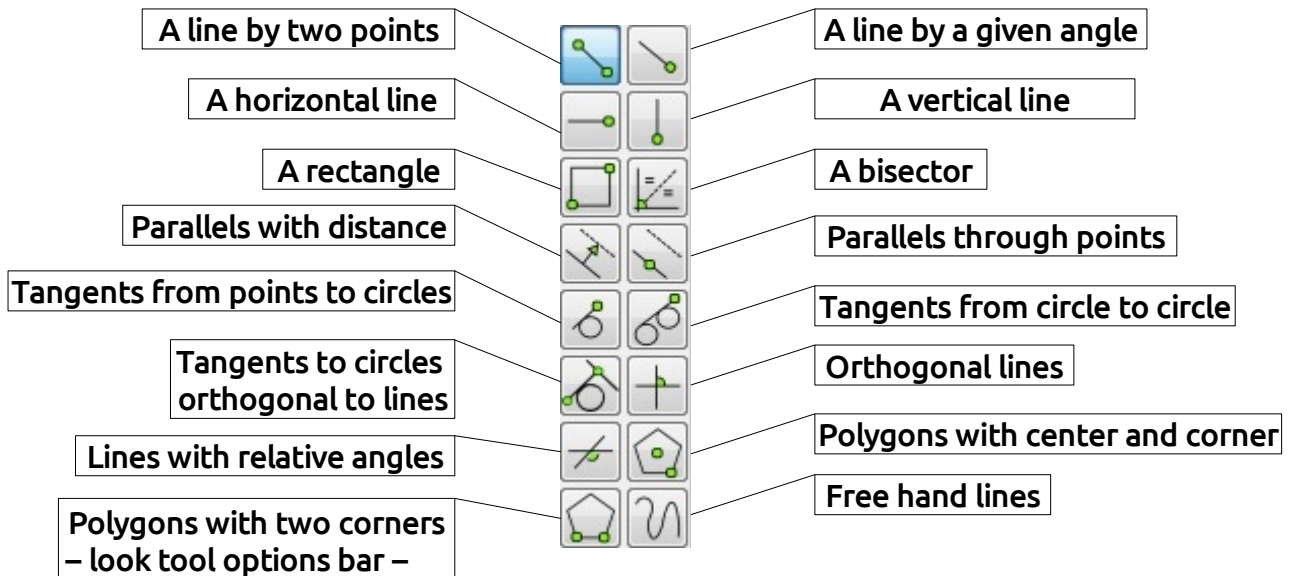 A line by two points
A line by a given angle
A horizontal line
A vertical line
A rectangle
A bisector
Parallels with distance
Parallels through points
Tangents from points to circles
Tangents from circle to circle
Tangents to circles
orthogonal to lines
Orthogonal lines
Lines with relative angles
Polygons with center and corner
Polygons with two corners
– look tool options bar –
Free hand lines